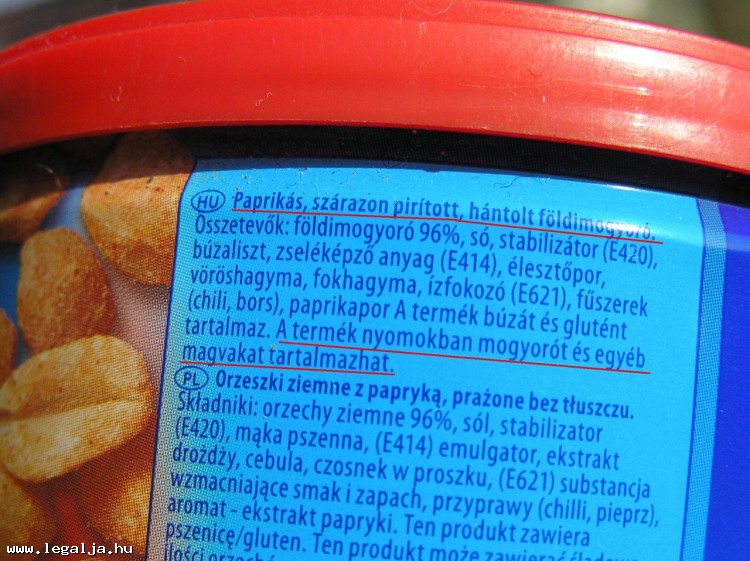 HU Paprikás, szárazon pirított, hántolt földimogyoró.
Összetevők: földimogyoró 96%, só, stabilizátor (E420),
búzaliszt, zseléképző anyag (E414), élesztőpor,
vöröshagyma, fokhagyma, ízfokozó (E621), fűszerek
(chili, bors), paprikapor A termék búzát és glutént
tartalmaz. A termék nyomokban mogyorót és egyéb
magvakat tartalmazhat.
PL Orzeszki ziemne z papryką, prażone bez tłuszczu.
Składniki: orzechy ziemne 96%, sól, stabilizator
(E420), mąka pszenna, (E414) emulgator, ekstrakt
drożdży, cebula, czosnek w proszku, (E621) substancja
wzmacniające smak i zapach, przyprawy (chilli, pieprz),
aromat - ekstrakt papryki. Ten produkt zawiera
pszenicę/gluten. Ten produkt może zawierać
www.legalja.hu